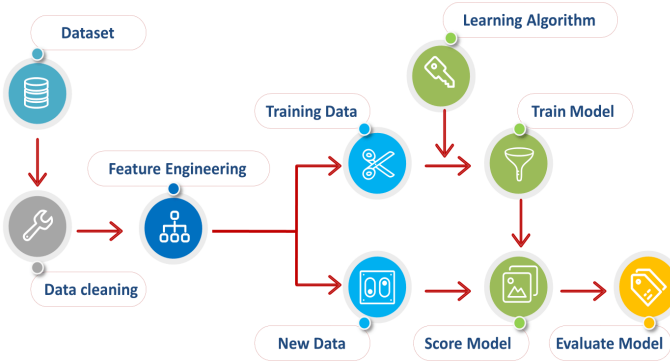 Dataset
Learning Algorithm
Training Data
Train Model
Feature Engineering
Data cleaning
New Data
Score Model
Evaluate Model